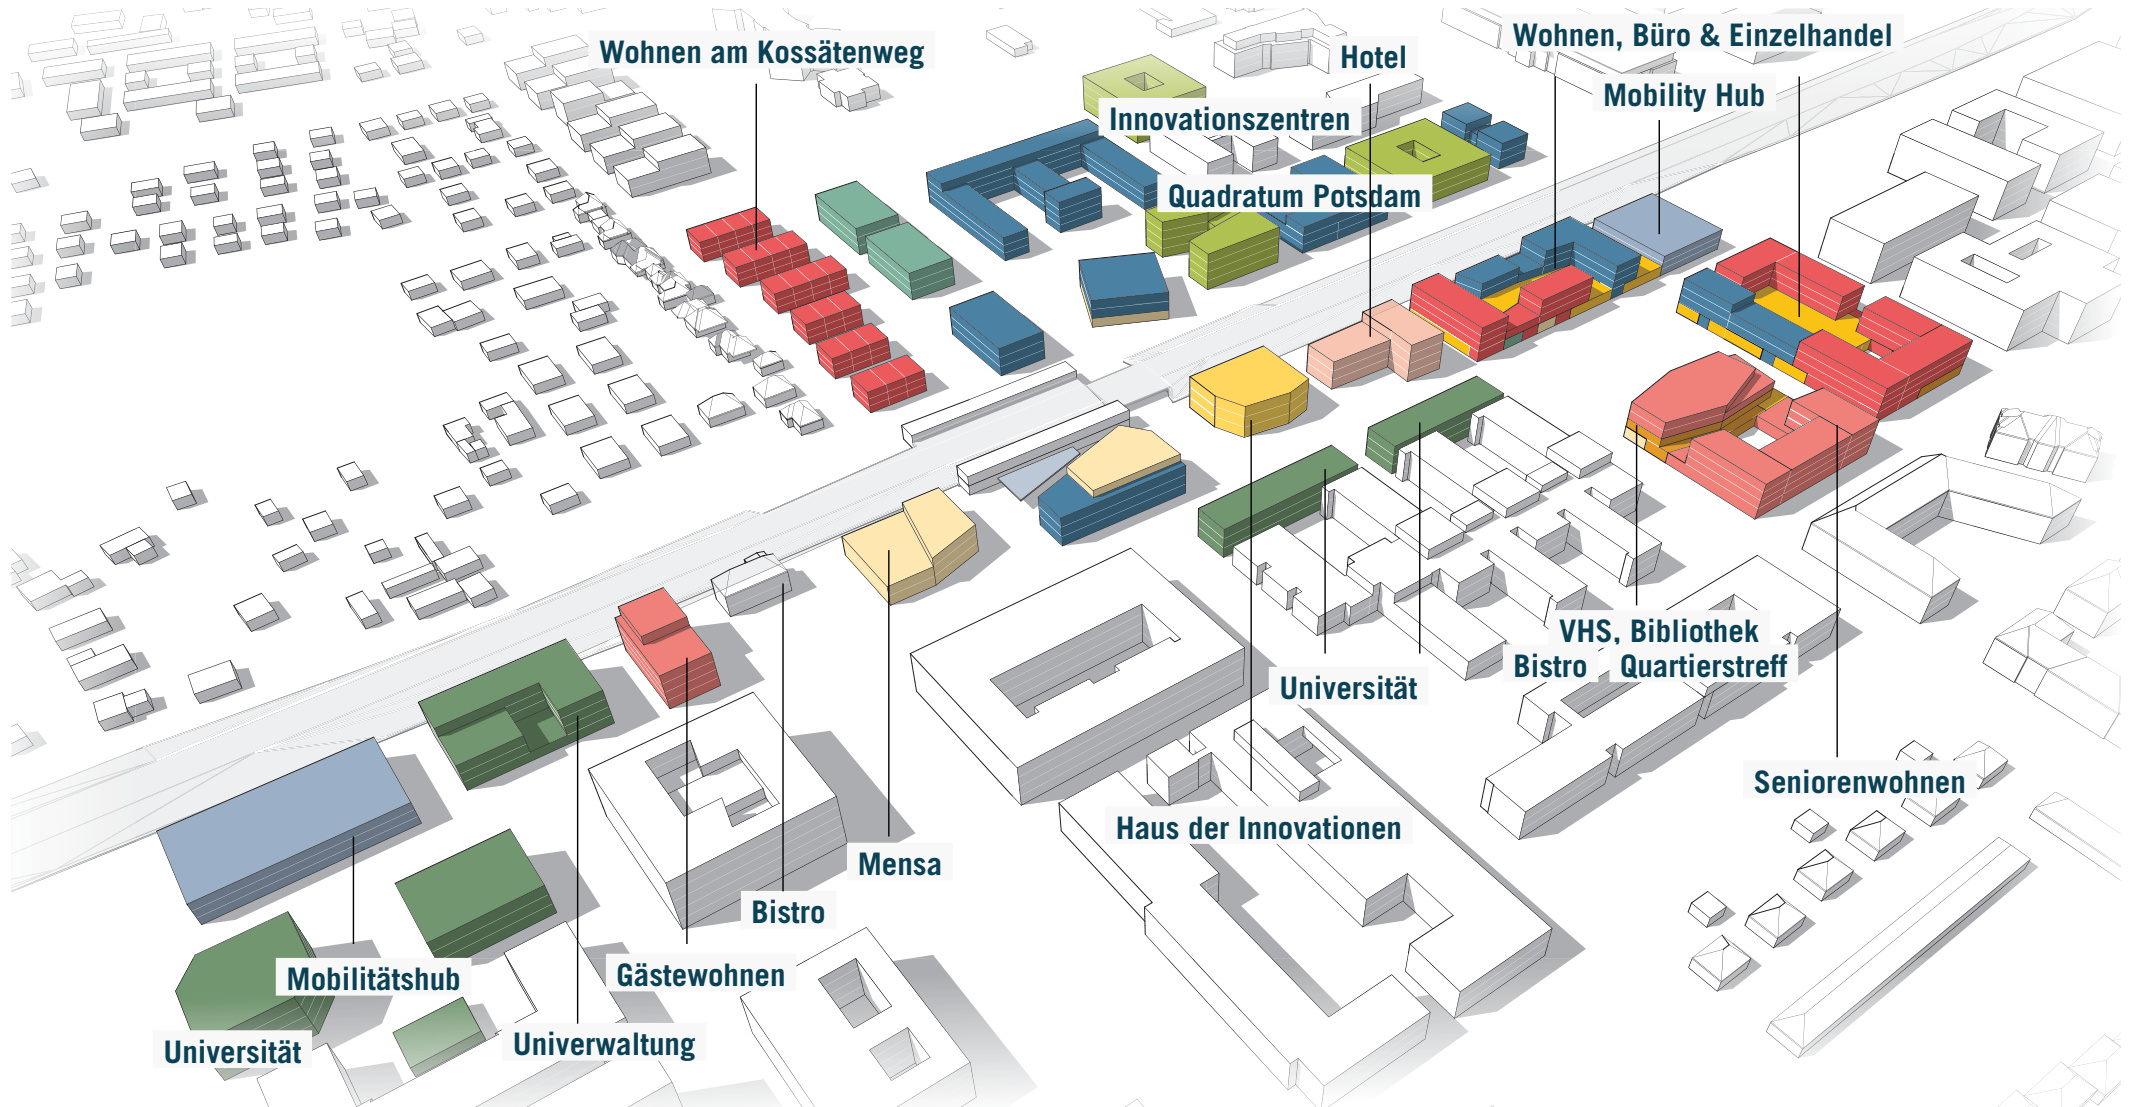 Wohnen, Büro & Einzelhandel
Wohnen am Kossätenweg
Hotel
Mobility Hub
Innovationszentren
Quadratum Potsdam
VHS, Bibliothek
Bistro Quartierstreff
Universität
Seniorenwohnen
Haus der Innovationen
Mensa
Bistro
Gästewohnen
Mobilitätshub
Univerwaltung
Universität